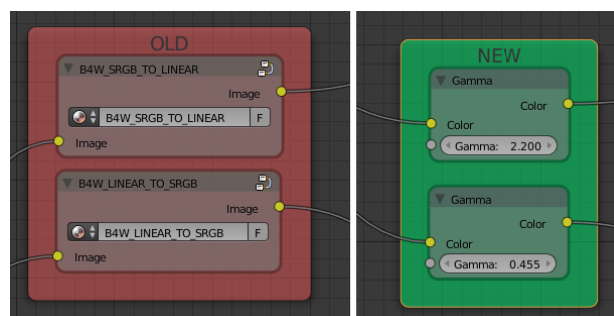 OLD
B4W_SRGB_TO_LINEAR
Image
B4W_SRGB_TO_LINEAR F
Image
B4W_LINEAR_TO_SRGB
Image
B4W_LINEAR_TO_SRGB F
Image
NEW
Gamma
Color
Color
Gamma: 2.200
Gamma
Color
Color
Gamma: 0.455